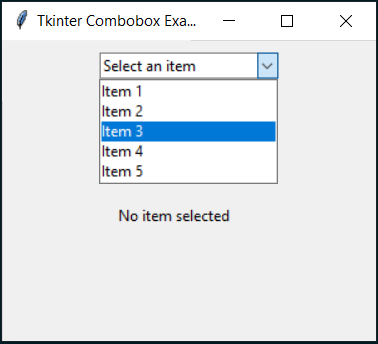 Tkinter Combobox Exa...
Select an item
Item 1
Item 2
Item 3
Item 4
Item 5
No item selected